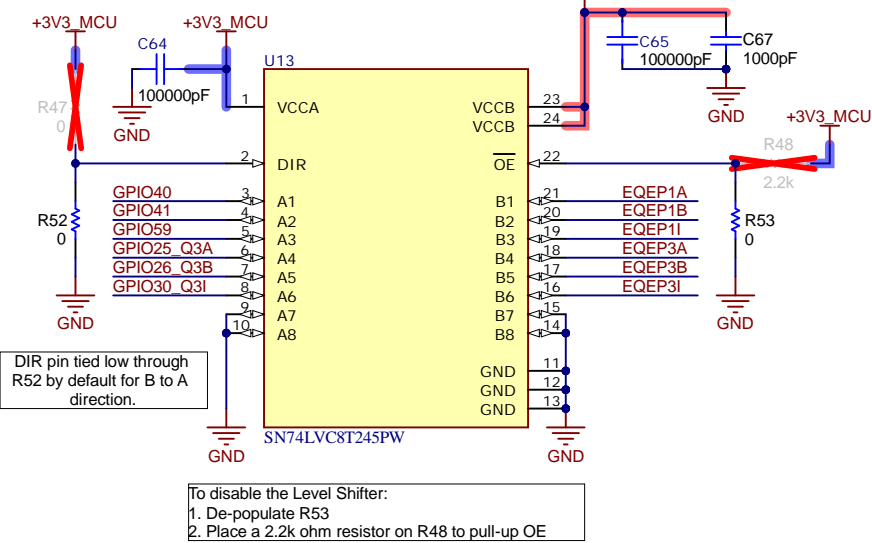 +3V3_MCU
+3V3_MCU
C64
100000pF
GND
R47
0
U13
C65
100000pF
C67
1000pF
GND
+3V3_MCU
R48
2.2k
1 VCCA
VCCB 23
VCCB 24
2 DIR
OE 22
GPIO40 3 A1
B1 21 EQEP1A
GPIO41 4 A2
B2 20 EQEP1B
GPIO59 5 A3
B3 19 EQEP1I
GPIO25_Q3A 6 A4
B4 18 EQEP3A
GPIO26_Q3B 7 A5
B5 17 EQEP3B
GPIO30_Q3I 8 A6
B6 16 EQEP3I
9 A7
B7 15
10 A8
B8 14
GND 11
GND 12
GND 13
R52
0
GND
R53
0
GND
DIR pin tied low through
R52 by default for B to A
direction.
SN74LVC8T245PW
GND
GND
To disable the Level Shifter:
1. De-populate R53
2. Place a 2.2k ohm resistor on R48 to pull-up OE